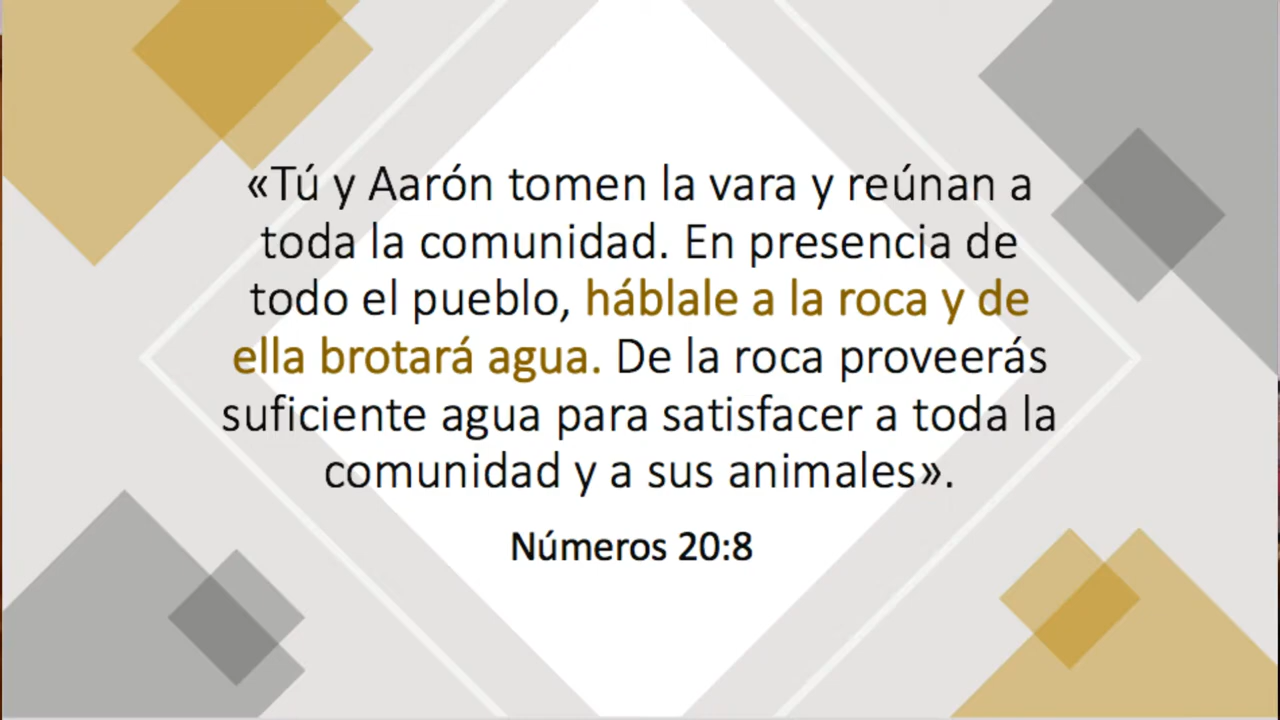 «Tú y Aarón tomen la vara y reúnan a
toda la comunidad. En presencia de
todo el pueblo, háblale a la roca y de
ella brotará agua. De la roca proveerás
suficiente agua para satisfacer a toda la
comunidad y a sus animales».
Números 20:8